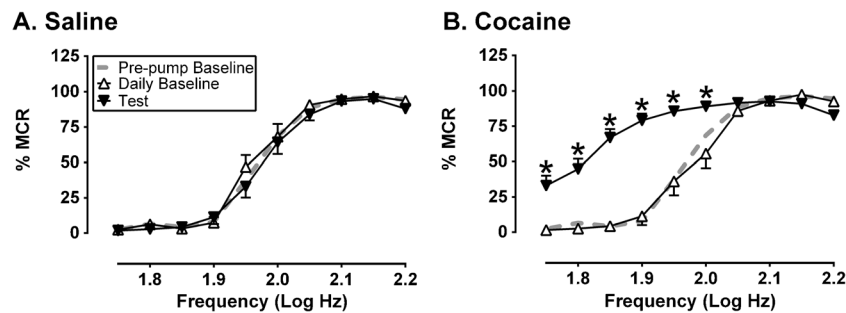 A. Saline
125
100
75
50
25
0
% MCR
Pre-pump Baseline
Daily Baseline
Test
1.8 1.9 2.0 2.1 2.2
Frequency (Log Hz)
B. Cocaine
125
100
75
50
25
0
% MCR
* * * * * *
1.8 1.9 2.0 2.1 2.2
Frequency (Log Hz)